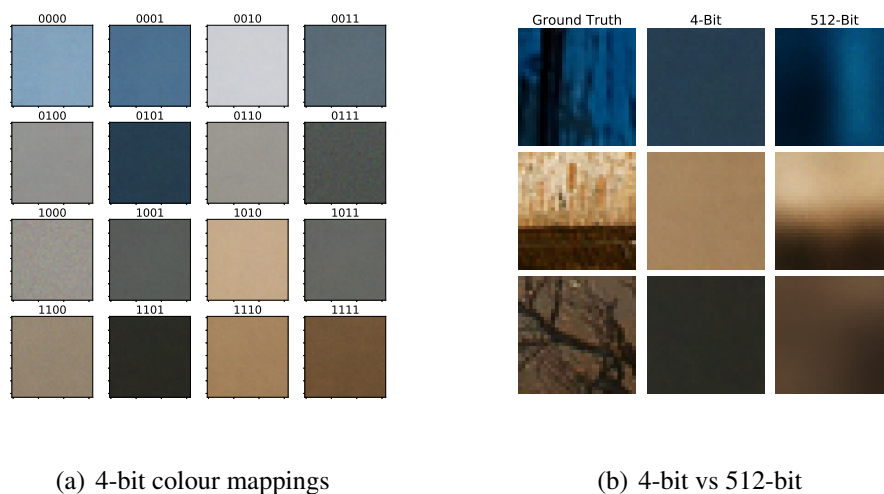 0000 0001 0010 0011
0100 0101 0110 0111
1000 1001 1010 1011
1100 1101 1110 1111
(a) 4-bit colour mappings
Ground Truth 4-Bit 512-Bit
(b) 4-bit vs 512-bit